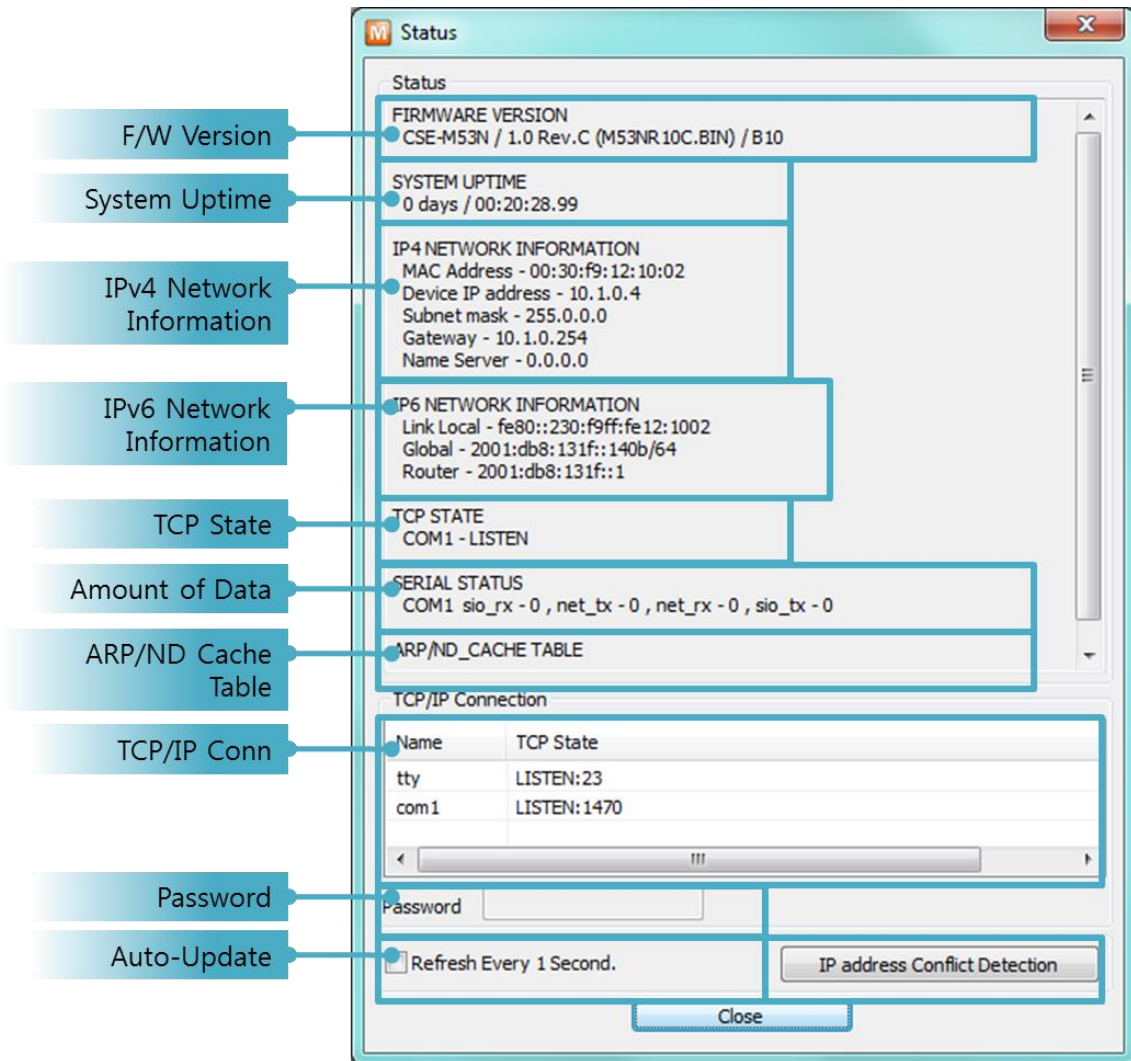 M Status
Status
F/W Version
FIRMWARE VERSION
CSE-M53N / 1.0 Rev.C (M53NR10C.BIN) / B10
System Uptime
SYSTEM UPTIME
0 days / 00:20:28.99
IPv4 Network
Information
IP4 NETWORK INFORMATION
MAC Address - 00:30:f9:12:10:02
Device IP address - 10.1.0.4
Subnet mask - 255.0.0.0
Gateway - 10.1.0.254
Name Server - 0.0.0.0
IPv6 Network
Information
IP6 NETWORK INFORMATION
Link Local - fe80::230:f9ff:fe12:1002
Global - 2001:db8:131f::140b/64
Router - 2001:db8:131f::1
TCP State
TCP STATE
COM1 - LISTEN
Amount of Data
SERIAL STATUS
COM1 sio_rx - 0 , net_tx - 0 , net_rx - 0 , sio_tx - 0
ARP/ND Cache
Table
ARP/ND_CACHE TABLE
TCP/IP Connection
TCP/IP Conn
Name TCP State
tty LISTEN:23
com1 LISTEN:1470
Password
Password
Auto-Update
Refresh Every 1 Second.
IP address Conflict Detection
Close